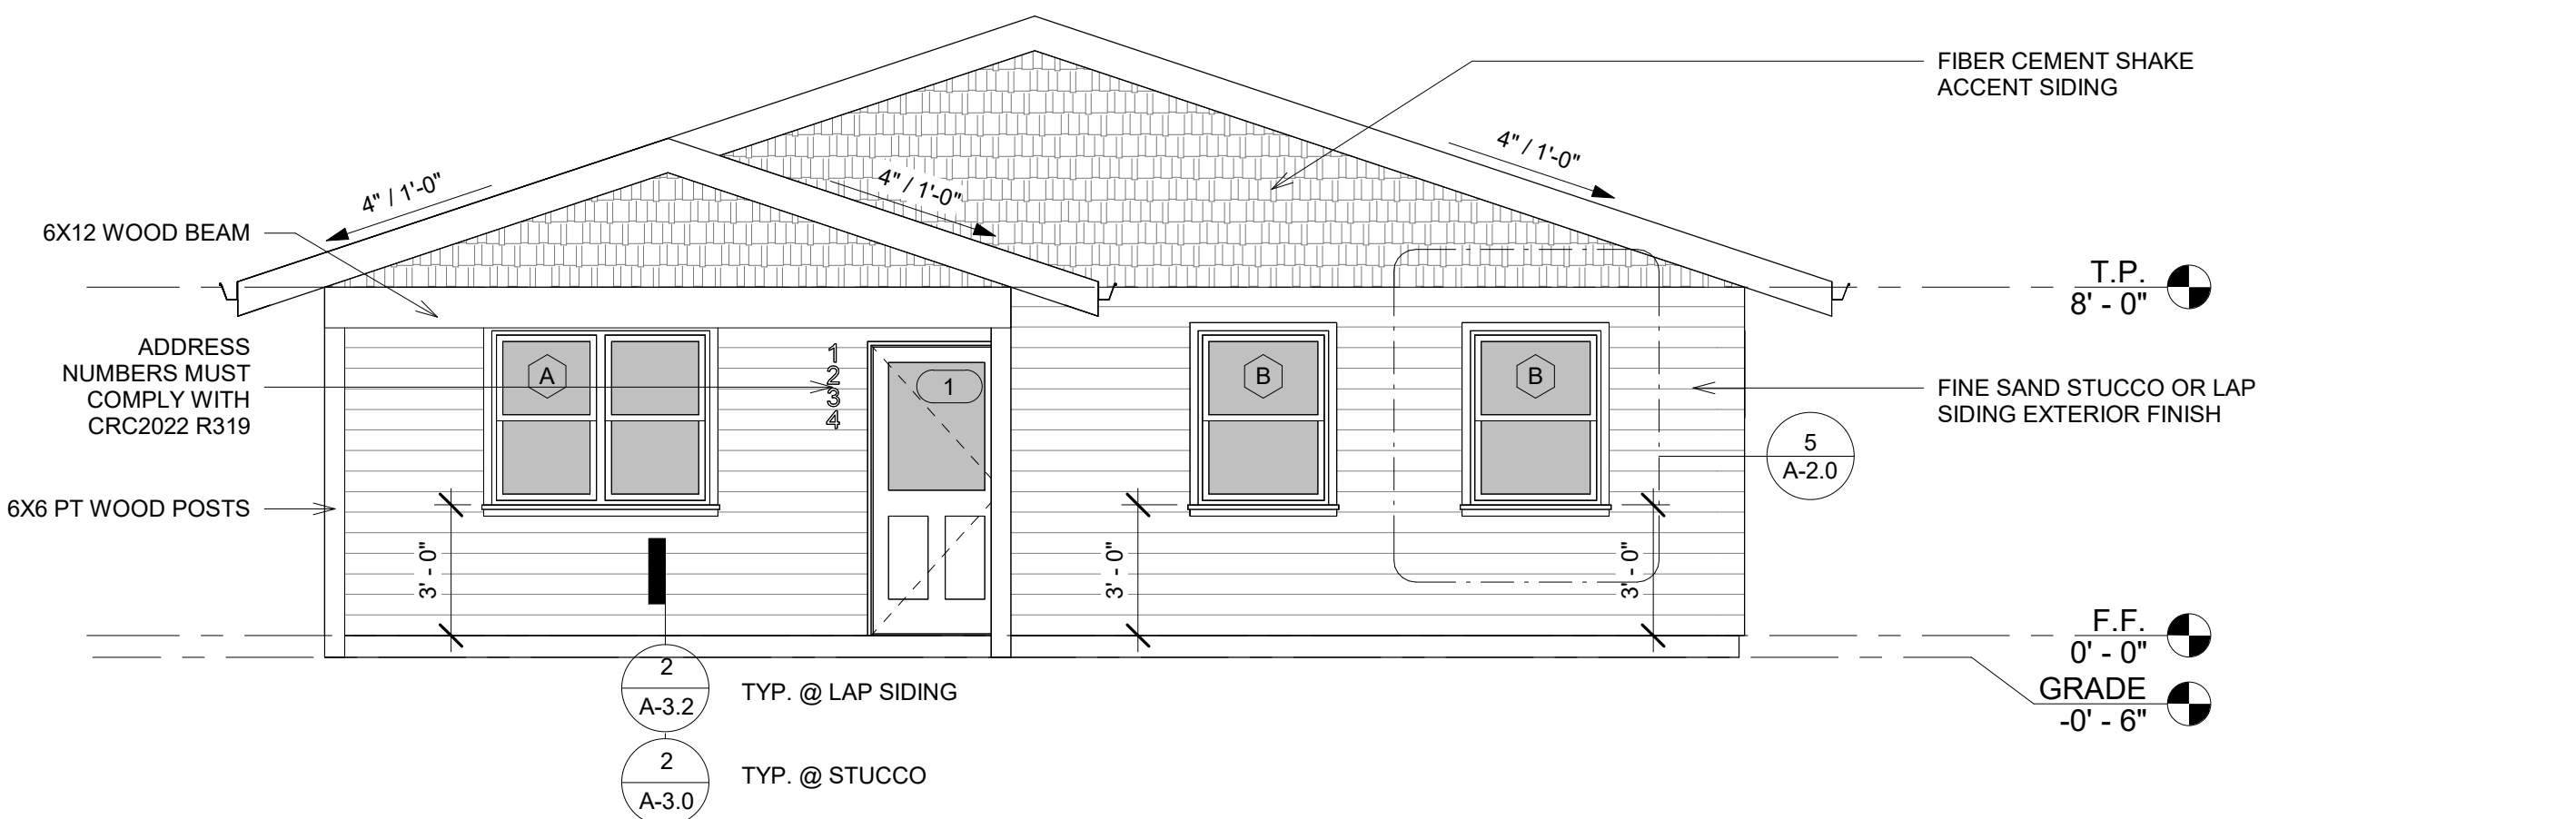 FIBER CEMENT SHAKE
ACCENT SIDING
4" / 1'-0"
4" / 1'-0"
4" / 1'-0"
6X12 WOOD BEAM
T.P.
8' - 0"
ADDRESS
NUMBERS MUST
COMPLY WITH
CRC2022 R319
1
2
3
4
A
1
B
B
FINE SAND STUCCO OR LAP
SIDING EXTERIOR FINISH
5
A-2.0
6X6 PT WOOD POSTS
3' - 0"
3' - 0"
3' - 0"
F.F.
0' - 0"
GRADE
-0' - 6"
2
A-3.2
TYP. @ LAP SIDING
2
A-3.0
TYP. @ STUCCO